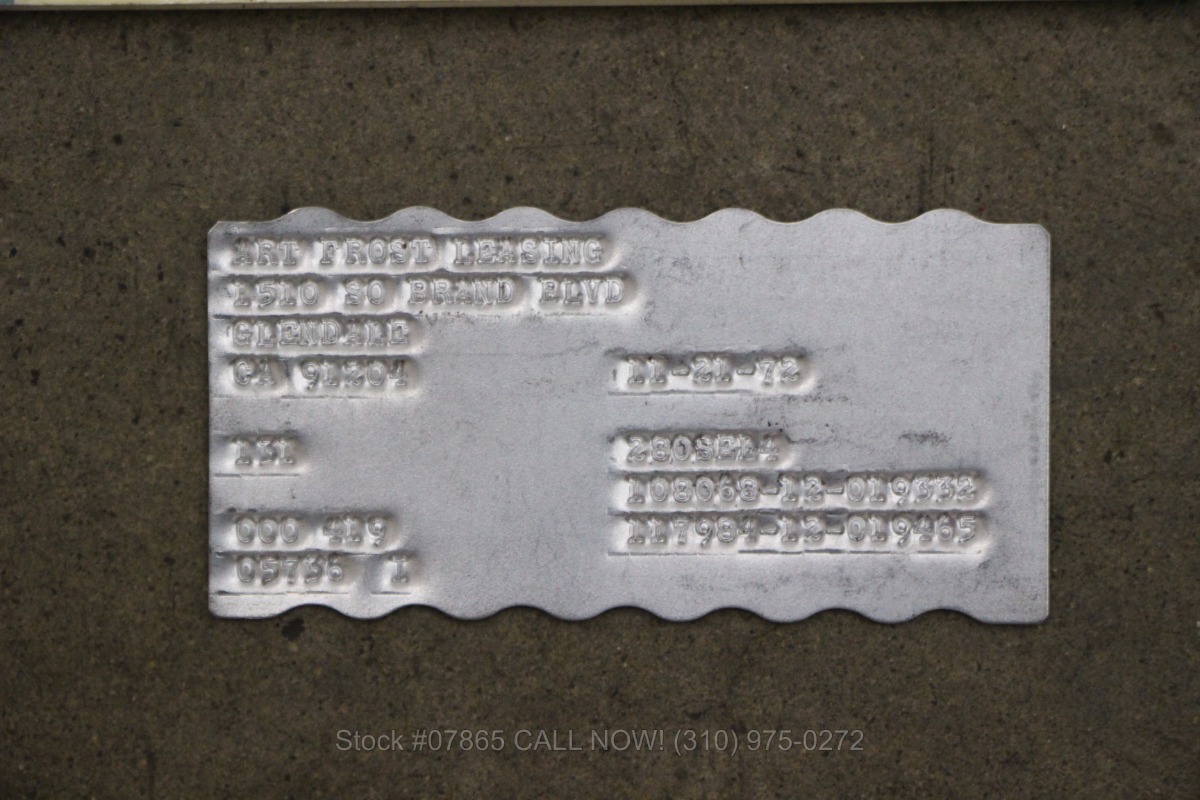 ART FROST LEASING
1510 SO BRAND BLVD
GLENDALE
CA 91204
11-21-72
131
280SEL4
108068-12-019332
117984-12-019465
000 419
05736 I
Stock #07865 CALL NOW! (310) 975-0272